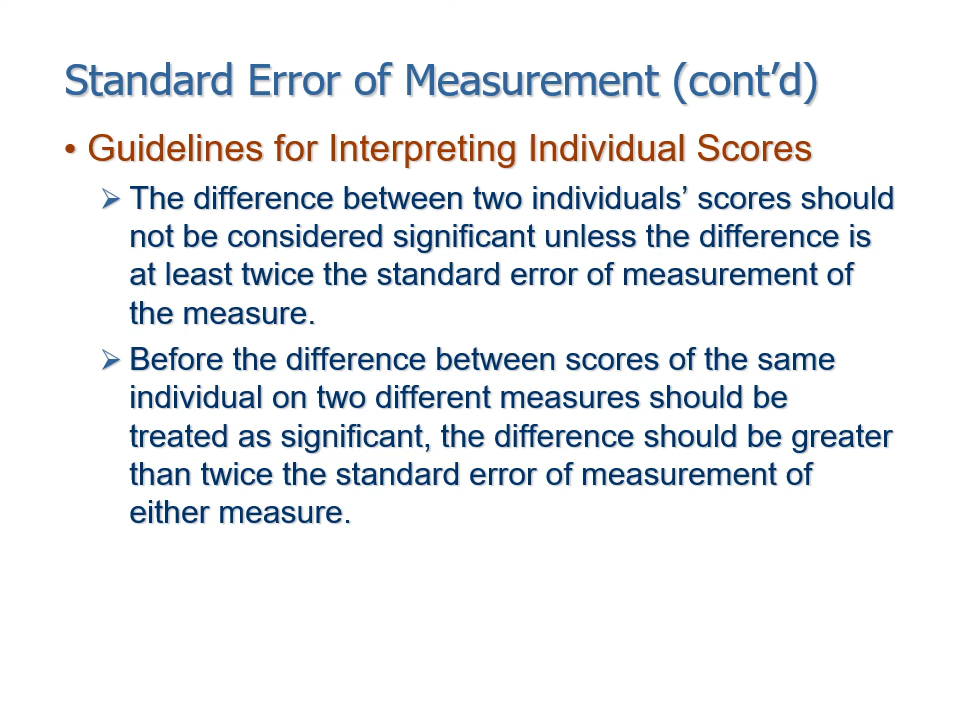 Standard Error of Measurement (cont’d)
• Guidelines for Interpreting Individual Scores
➢ The difference between two individuals’ scores should
not be considered significant unless the difference is
at least twice the standard error of measurement of
the measure.
➢ Before the difference between scores of the same
individual on two different measures should be
treated as significant, the difference should be greater
than twice the standard error of measurement of
either measure.